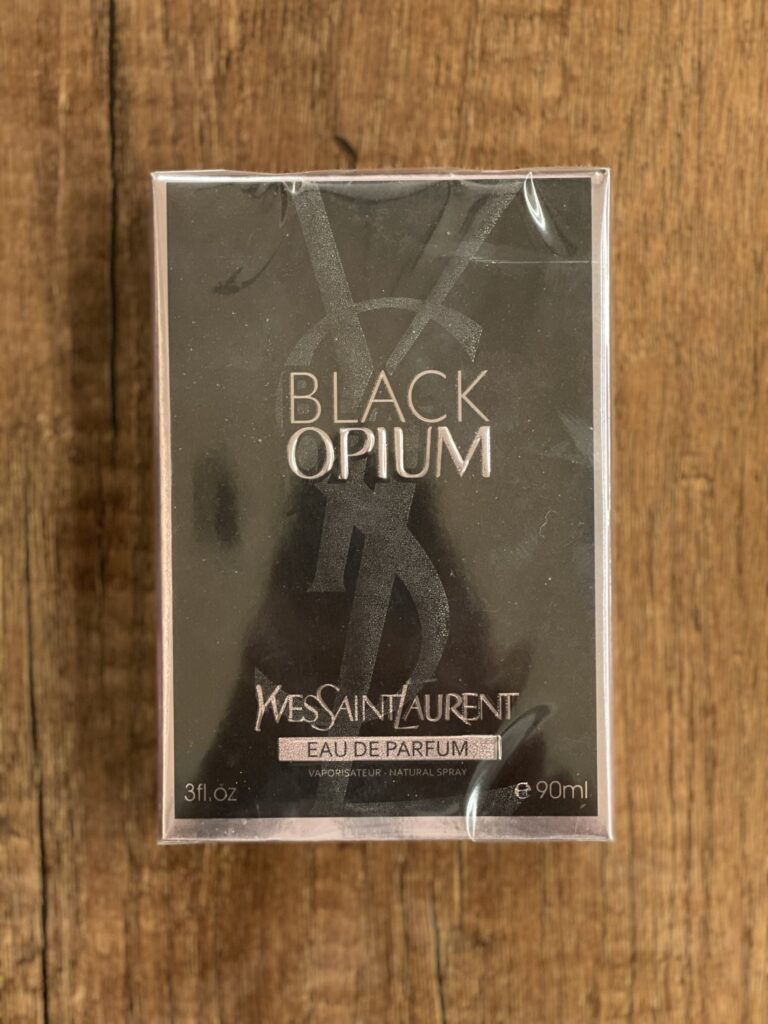 BLACK
OPIUM
YVESSAINTLAURENT
EAU DE PARFUM
VAPORISATEUR - NATURAL SPRAY
3fl.oz ℮ 90ml